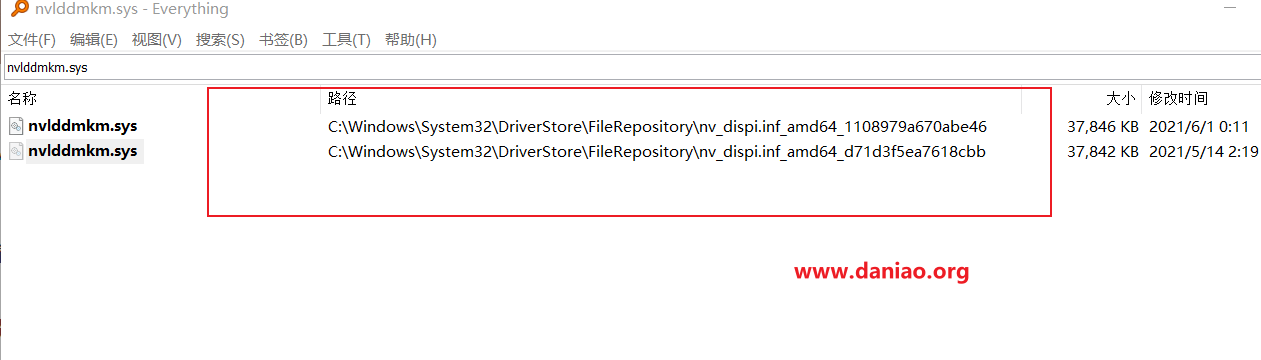 nvlddmkm.sys - Everything
文件(F) 编辑(E) 视图(V) 搜索(S) 书签(B) 工具(T) 帮助(H)
nvlddmkm.sys
名称 路径 大小 修改时间
nvlddmkm.sys C:\Windows\System32\DriverStore\FileRepository\nv_dispi.inf_amd64_1108979a670abe46 37,846 KB 2021/6/1 0:11
nvlddmkm.sys C:\Windows\System32\DriverStore\FileRepository\nv_dispi.inf_amd64_d71d3f5ea7618cbb 37,842 KB 2021/5/14 2:19
www.daniao.org